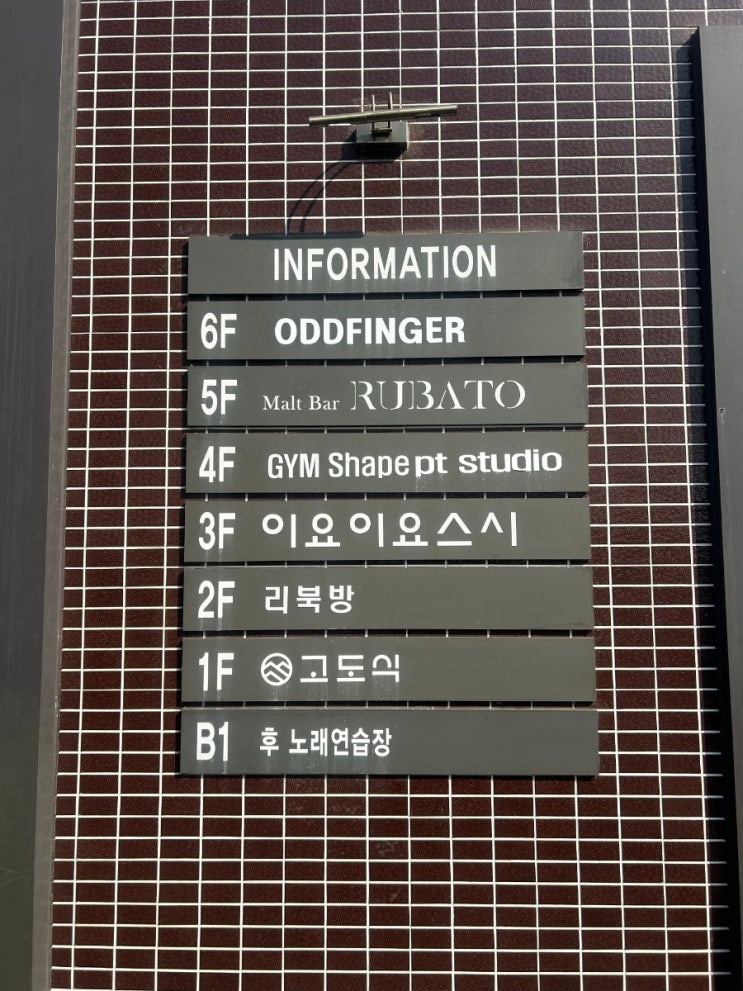 INFORMATION
6F ODDFINGER
5F Malt Bar RUBATO
4F GYM Shape pt studio
3F 이요이요스시
2F 리북방
1F 고도식
B1 후 노래연습장